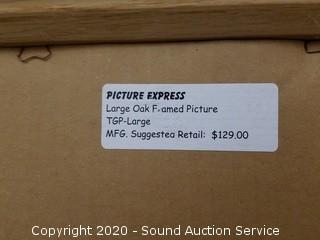 PICTURE EXPRESS
Large Oak F.amed Picture
TGP-Large
MFG. Suggestea Retail: $129.00
Copyright 2020 - Sound Auction Service